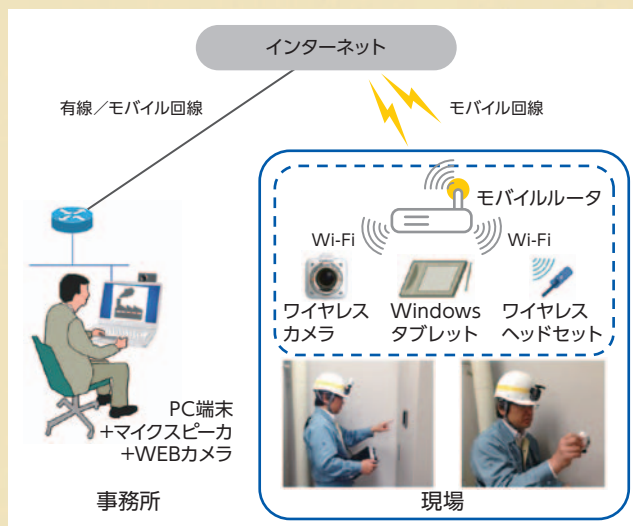 インターネット
有線／モバイル回線
モバイル回線
モバイルルータ
Wi-Fi
Wi-Fi
ワイヤレス
カメラ
Windows
タブレット
ワイヤレス
ヘッドセット
PC端末
+マイクスピーカ
+WEBカメラ
事務所
現場